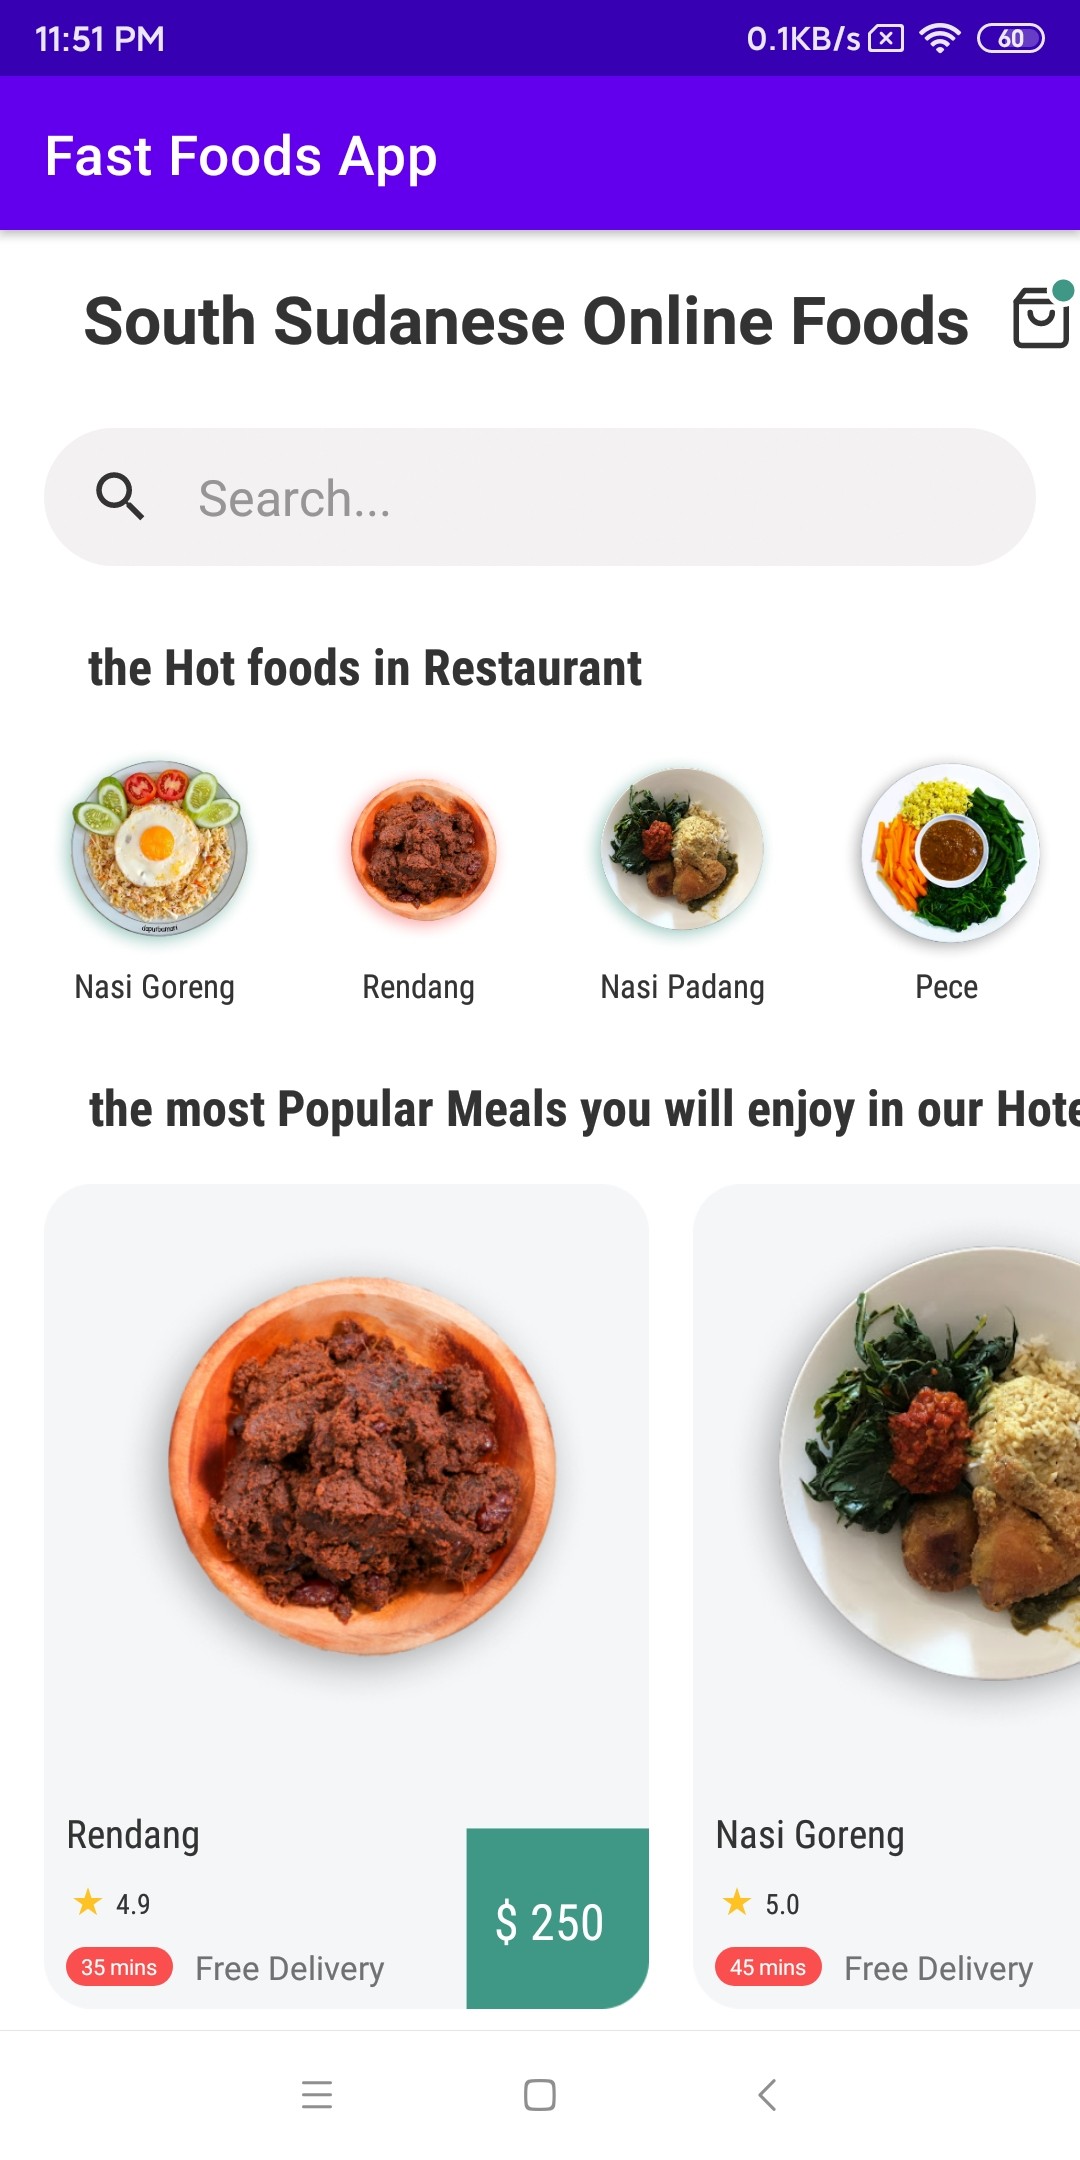 11:51 PM
0.1KB/s
60
Fast Foods App
South Sudanese Online Foods
Search...
the Hot foods in Restaurant
dapurbumari
Nasi Goreng
Rendang
Nasi Padang
Pece
the most Popular Meals you will enjoy in our Hote
Rendang
4.9
35 mins Free Delivery
$ 250
Nasi Goreng
5.0
45 mins Free Delivery